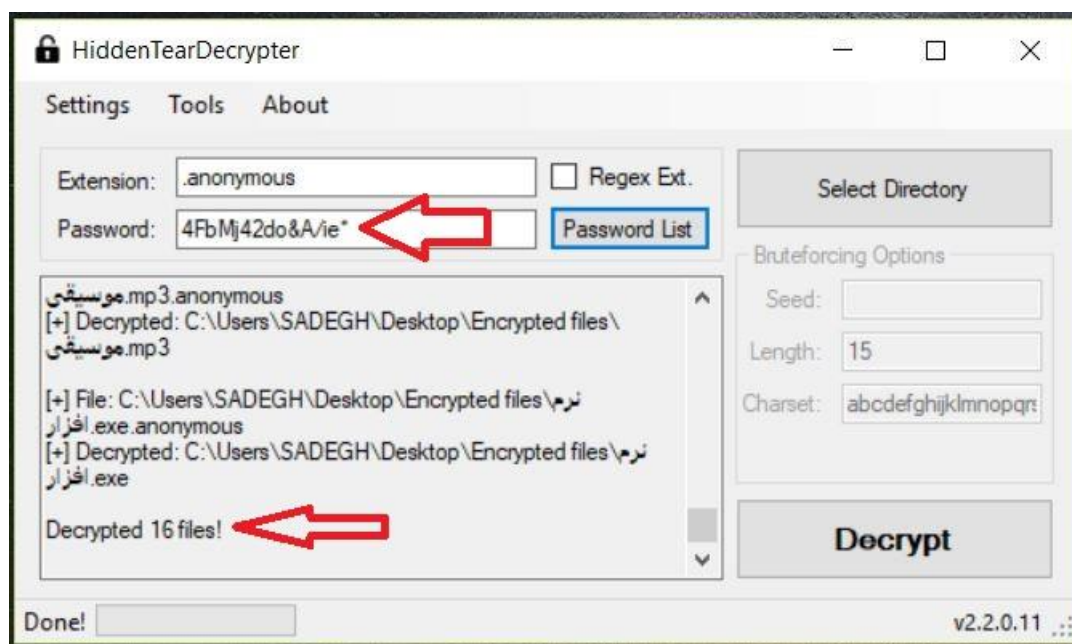 HiddenTearDecrypter
Settings Tools About
Extension: .anonymous Regex Ext.
Password: 4FbMj42do&A/ie* Password List
Select Directory
موسیقی.mp3.anonymous
[+] Decrypted: C:\Users\SADEGH\Desktop\Encrypted files\
موسیقی.mp3
[+] File: C:\Users\SADEGH\Desktop\Encrypted files\نرم
افزار.exe.anonymous
[+] Decrypted: C:\Users\SADEGH\Desktop\Encrypted files\نرم
افزار.exe
Decrypted 16 files!
Bruteforcing Options
Seed:
Length: 15
Charset: abcdefghijklmnopqrs
Decrypt
Done!
v2.2.0.11